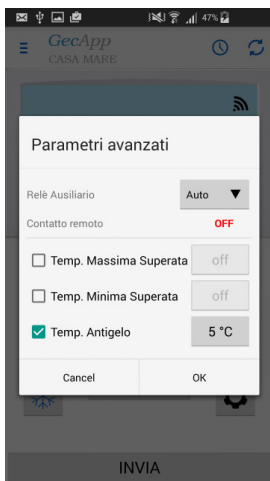 47%
GecApp
CASA MARE
Parametri avanzati
Relè Ausiliario Auto
Contatto remoto OFF
Temp. Massima Superata off
Temp. Minima Superata off
Temp. Antigelo 5 °C
Cancel OK
INVIA